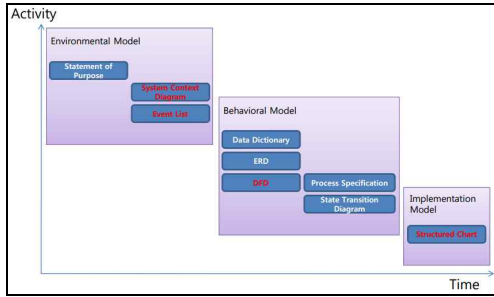 Activity
Environmental Model
Statement of
Purpose
System Context
Diagram
Event List
Behavioral Model
Data Dictionary
ERD
DFD
Process Specification
State Transition
Diagram
Implementation
Model
Structured Chart
Time